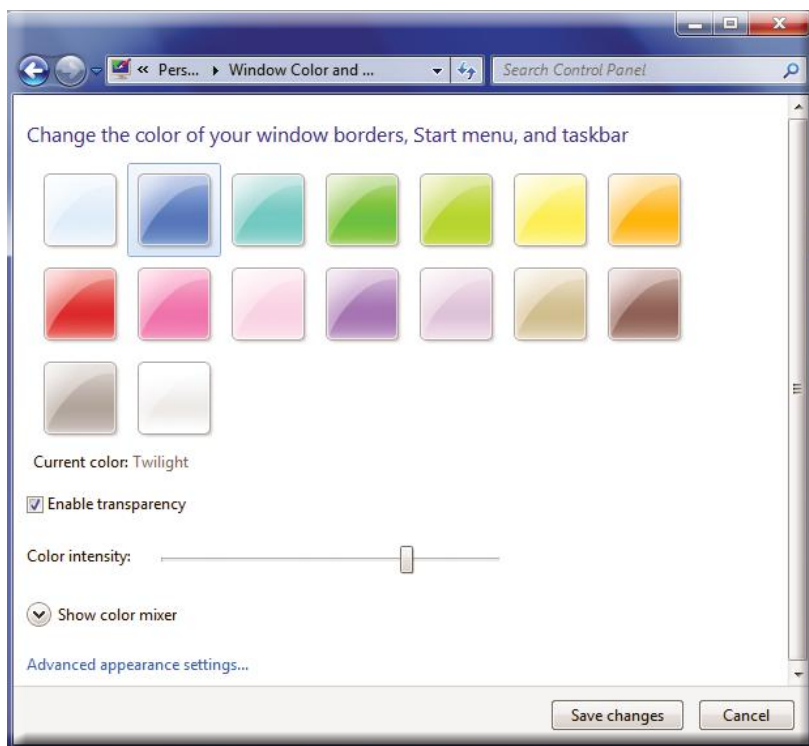 « Pers... ▸ Window Color and ... Search Control Panel
Change the color of your window borders, Start menu, and taskbar
Current color: Twilight
Enable transparency
Color intensity:
Show color mixer
Advanced appearance settings...
Save changes Cancel